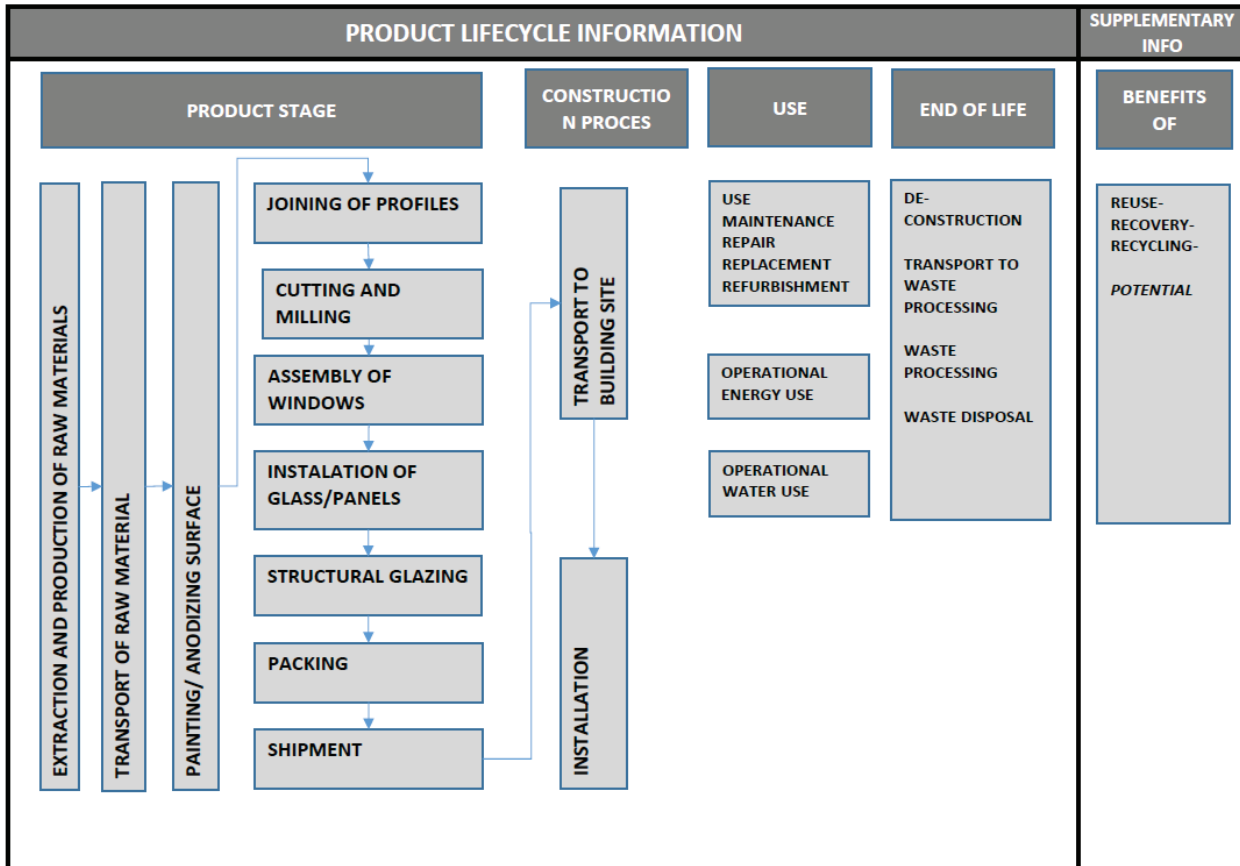 PRODUCT LIFECYCLE INFORMATION
SUPPLEMENTARY
INFO
PRODUCT STAGE
CONSTRUCTIO
N PROCES
USE
END OF LIFE
BENEFITS
OF
EXTRACTION AND PRODUCTION OF RAW MATERIALS
TRANSPORT OF RAW MATERIAL
PAINTING/ ANODIZING SURFACE
JOINING OF PROFILES
CUTTING AND
MILLING
ASSEMBLY OF
WINDOWS
INSTALATION OF
GLASS/PANELS
STRUCTURAL GLAZING
PACKING
SHIPMENT
TRANSPORT TO
BUILDING SITE
INSTALLATION
USE
MAINTENANCE
REPAIR
REPLACEMENT
REFURBISHMENT
OPERATIONAL
ENERGY USE
OPERATIONAL
WATER USE
DE-
CONSTRUCTION
TRANSPORT TO
WASTE
PROCESSING
WASTE
PROCESSING
WASTE DISPOSAL
REUSE-
RECOVERY-
RECYCLING-
POTENTIAL